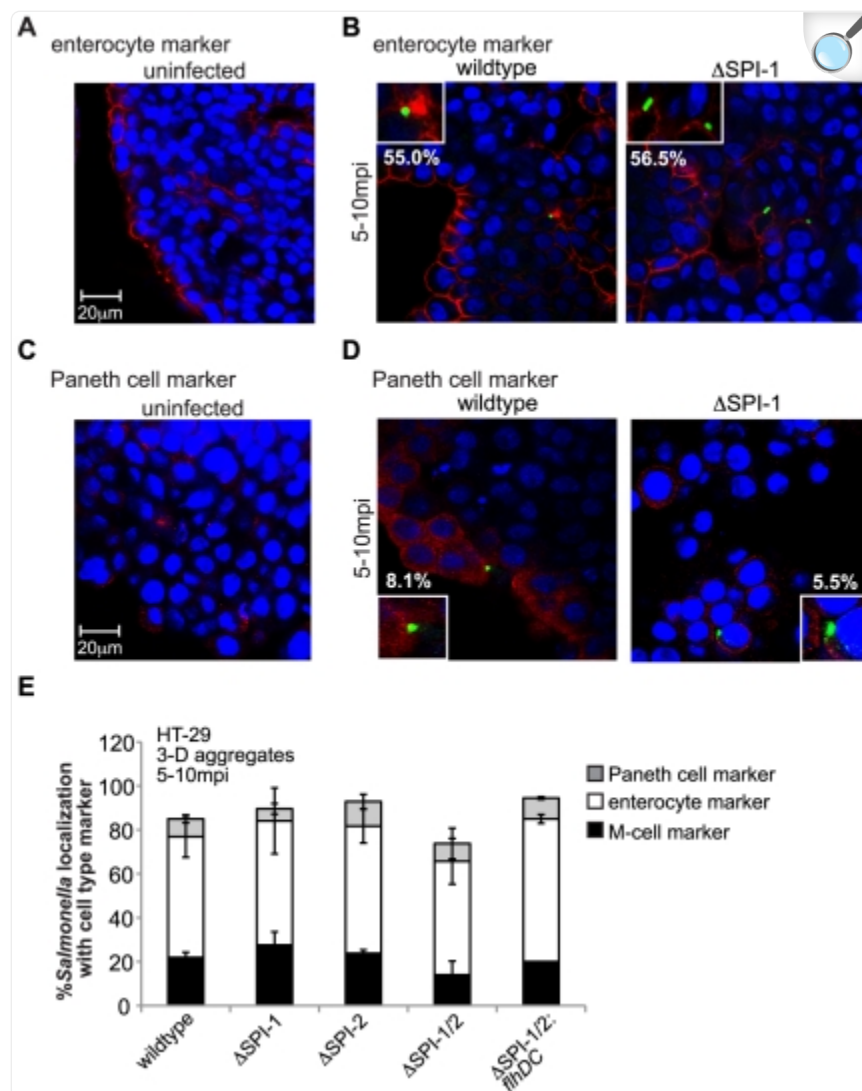 A
enterocyte marker
uninfected
20μm
B
enterocyte marker
wildtype
ΔSPI-1
5-10mpi
55.0%
56.5%
C
Paneth cell marker
uninfected
20μm
D
Paneth cell marker
wildtype
ΔSPI-1
5-10mpi
8.1%
5.5%
E
HT-29
3-D aggregates
5-10mpi
%Salmonella localization
with cell type marker
120
100
80
60
40
20
0
Paneth cell marker
enterocyte marker
M-cell marker
wildtype
ΔSPI-1
ΔSPI-2
ΔSPI-1/2
ΔSPI-1/2:
flhDC